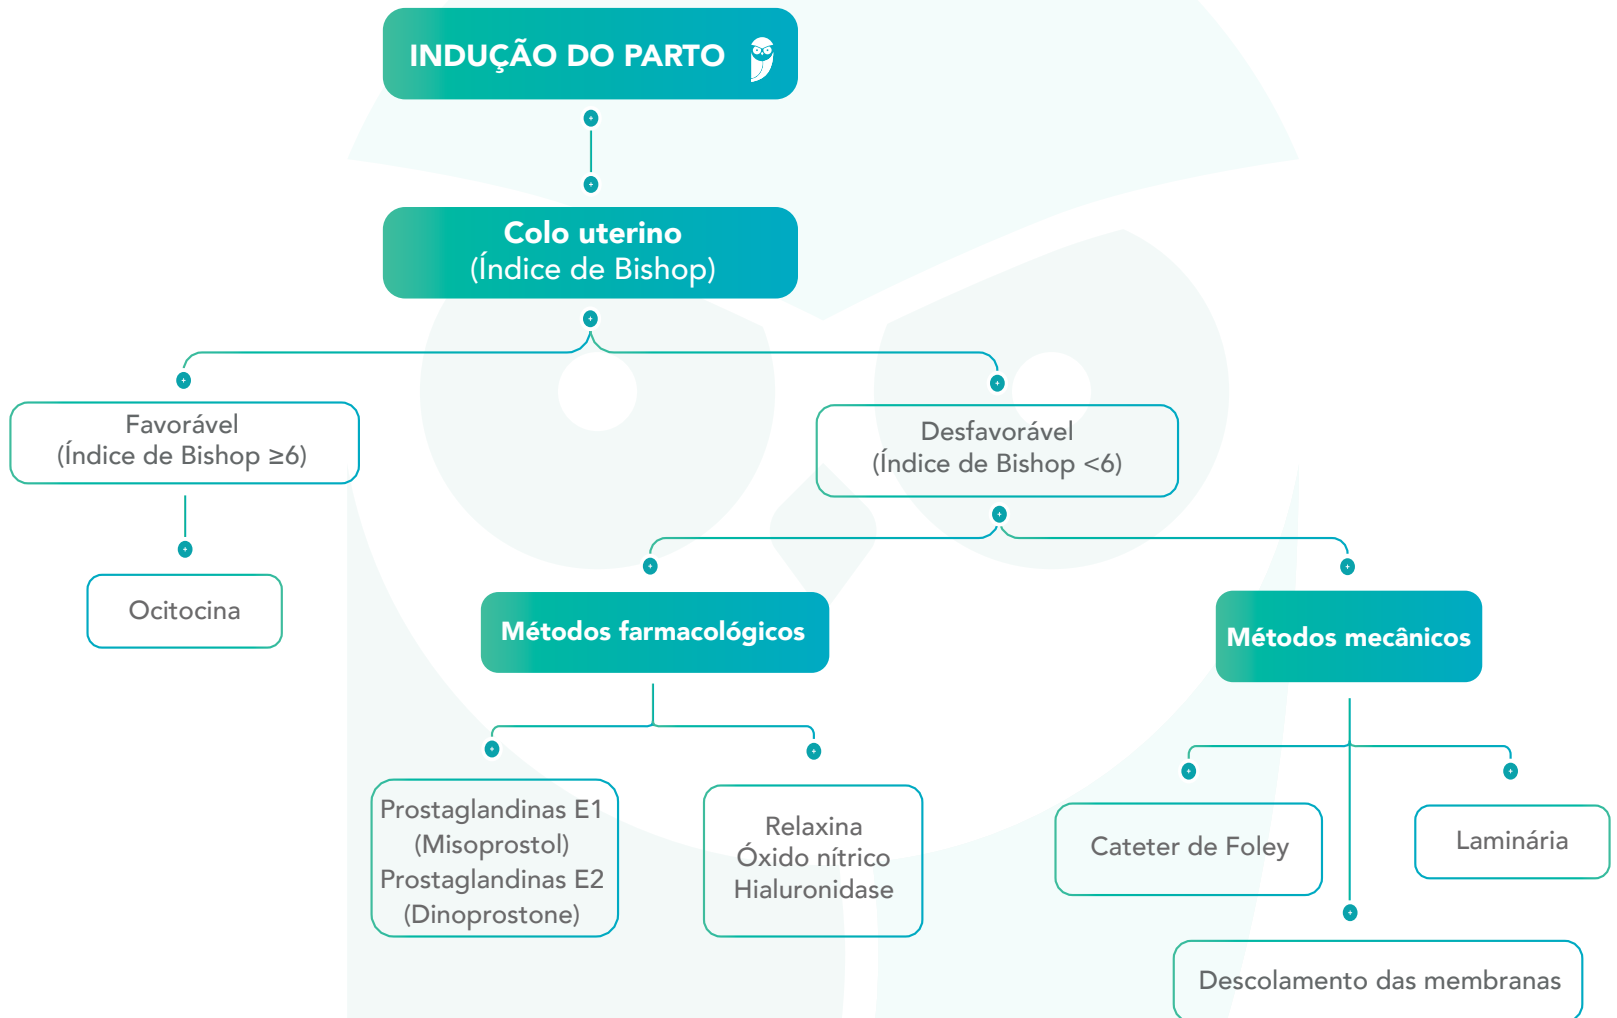 INDUÇÃO DO PARTO
Colo uterino
(Índice de Bishop)
Favorável
(Índice de Bishop ≥6)
Desfavorável
(Índice de Bishop <6)
Ocitocina
Métodos farmacológicos
Métodos mecânicos
Prostaglandinas E1
(Misoprostol)
Prostaglandinas E2
(Dinoprostone)
Relaxina
Óxido nítrico
Hialuronidase
Cateter de Foley
Laminária
Descolamento das membranas